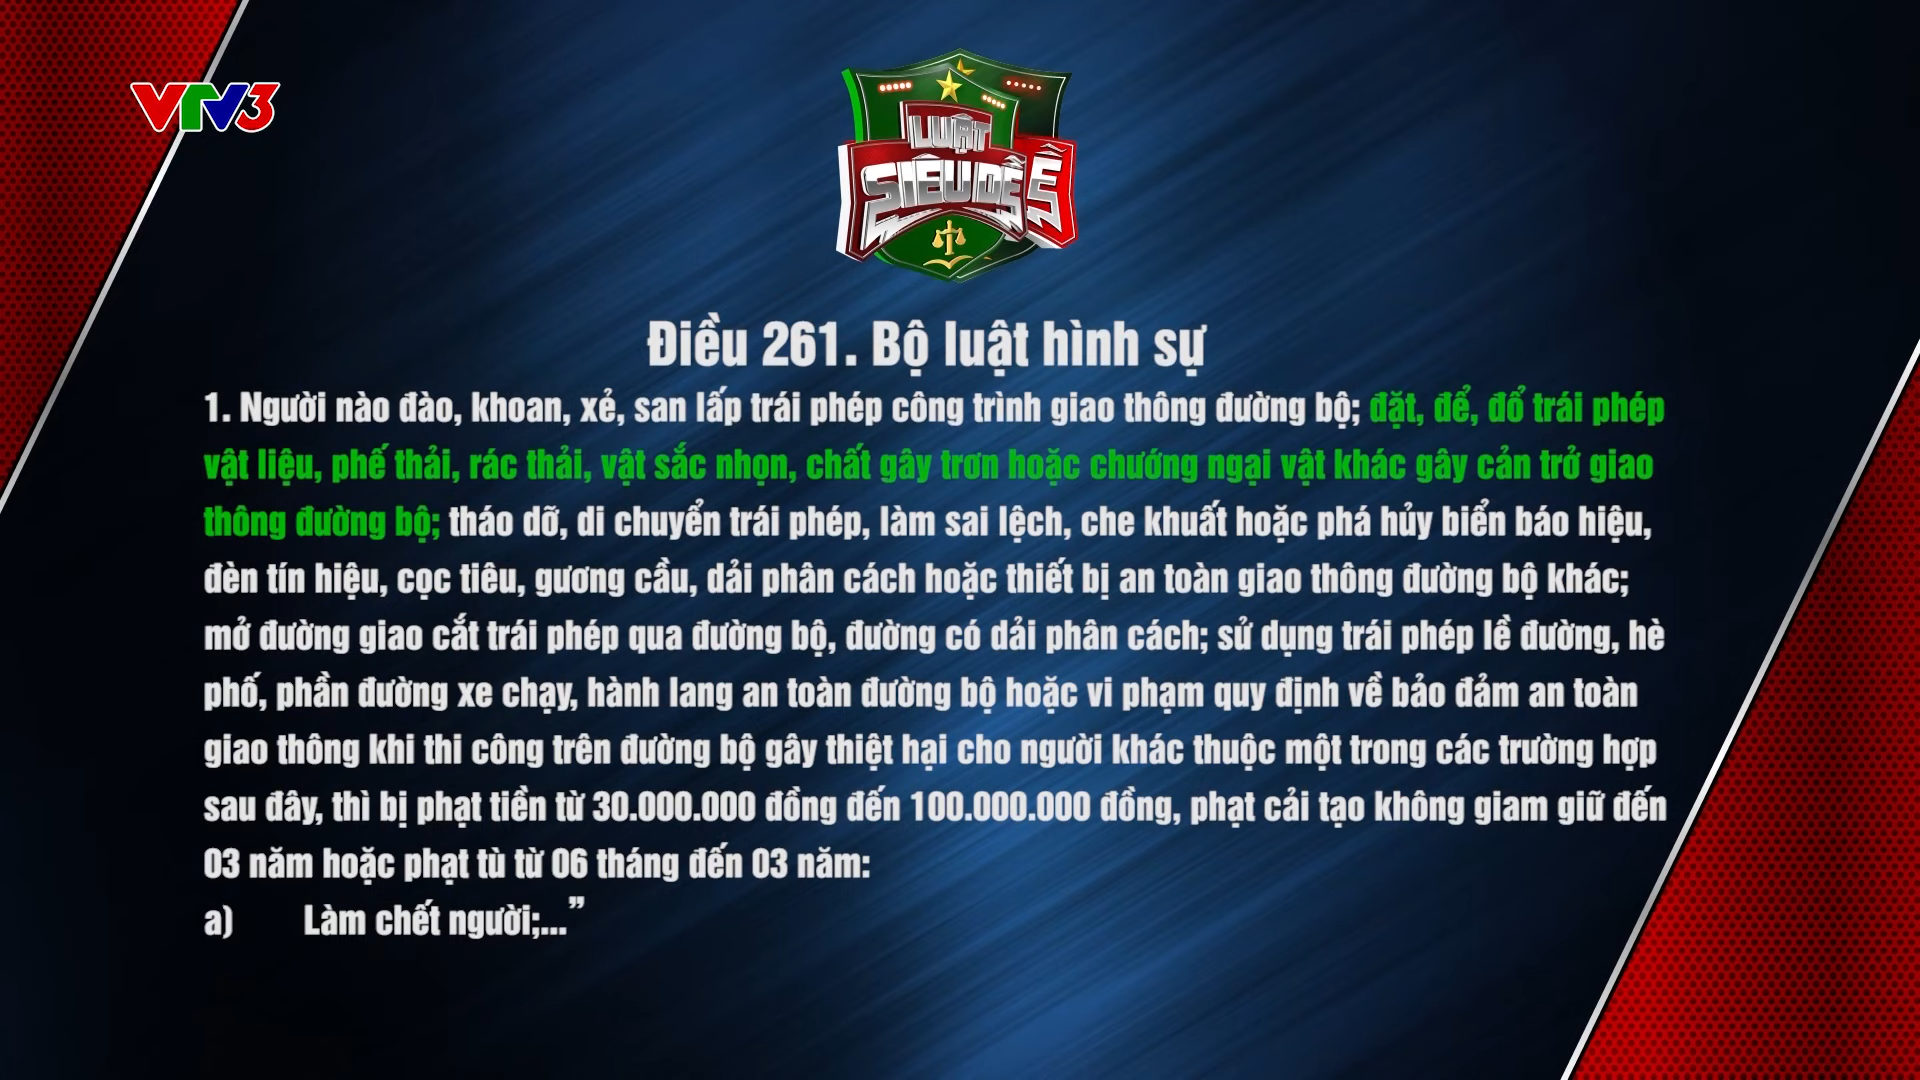 VTV3
LUẬT
SIÊU DỄ
Điều 261. Bộ luật hình sự
1. Người nào đào, khoan, xẻ, san lấp trái phép công trình giao thông đường bộ; đặt, để, đổ trái phép
vật liệu, phế thải, rác thải, vật sắc nhọn, chất gây trơn hoặc chướng ngại vật khác gây cản trở giao
thông đường bộ; tháo dỡ, di chuyển trái phép, làm sai lệch, che khuất hoặc phá hủy biển báo hiệu,
đèn tín hiệu, cọc tiêu, gương cầu, dải phân cách hoặc thiết bị an toàn giao thông đường bộ khác;
mở đường giao cắt trái phép qua đường bộ, đường có dải phân cách; sử dụng trái phép lề đường, hè
phố, phần đường xe chạy, hành lang an toàn đường bộ hoặc vi phạm quy định về bảo đảm an toàn
giao thông khi thi công trên đường bộ gây thiệt hại cho người khác thuộc một trong các trường hợp
sau đây, thì bị phạt tiền từ 30.000.000 đồng đến 100.000.000 đồng, phạt cải tạo không giam giữ đến
03 năm hoặc phạt tù từ 06 tháng đến 03 năm:
a) Làm chết người;...”